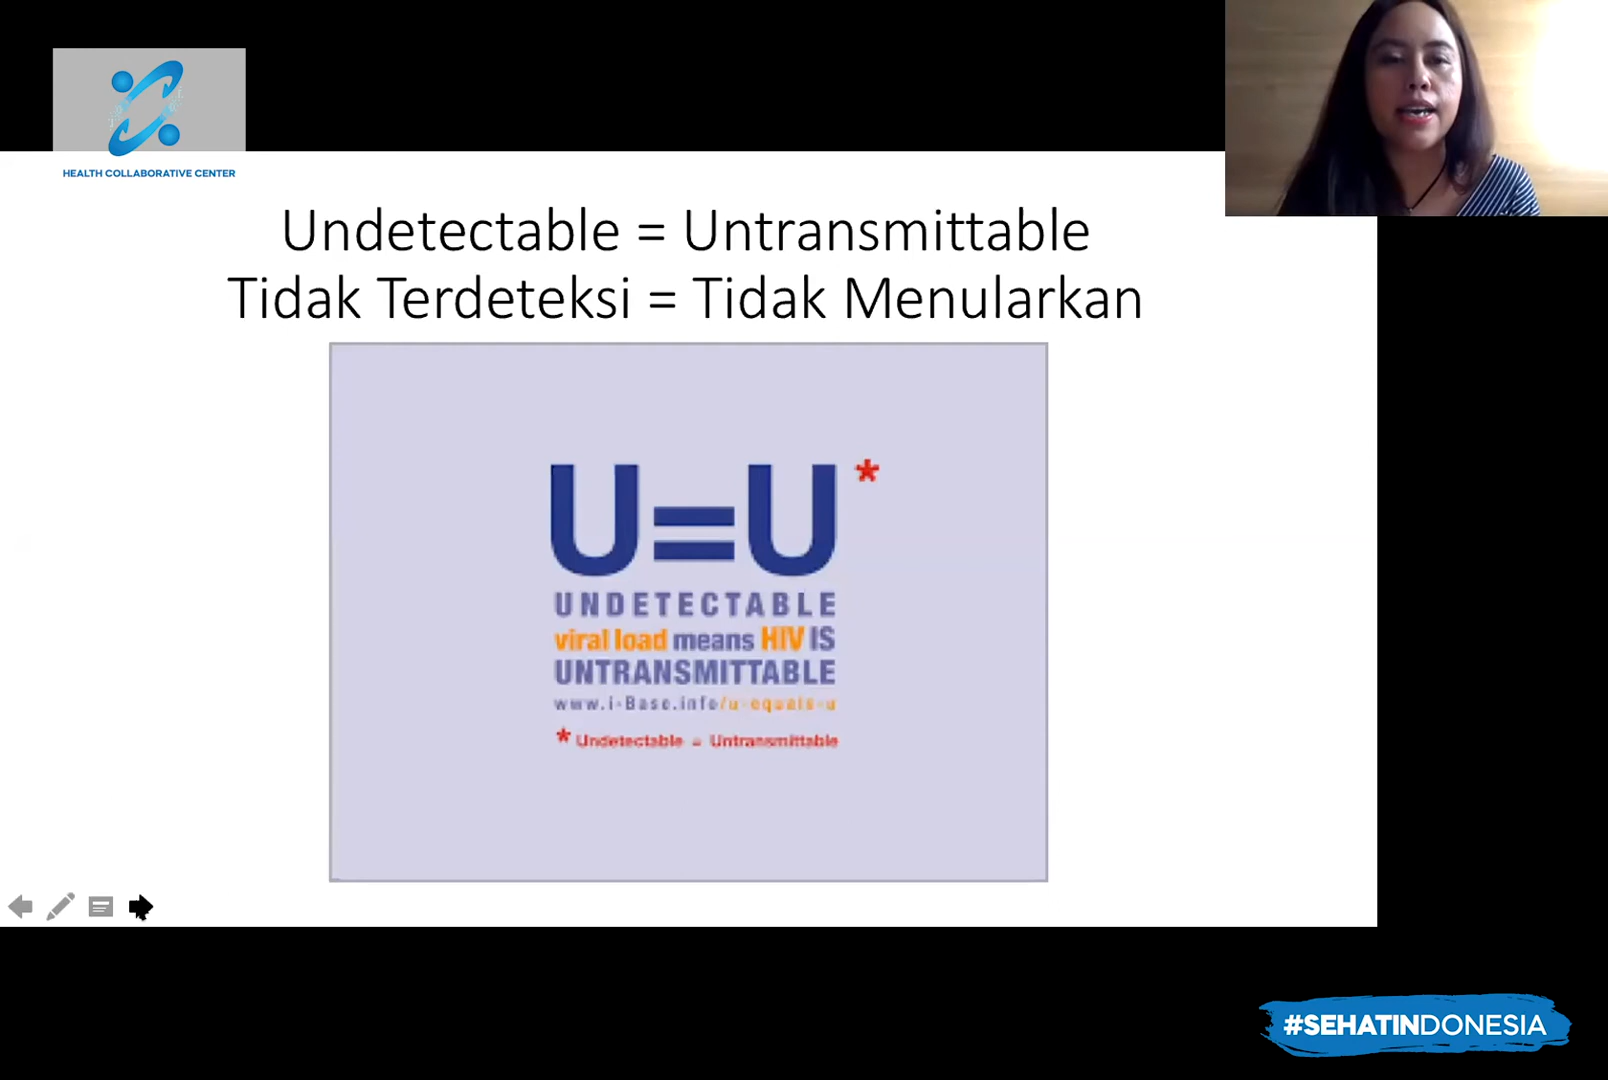 HEALTH COLLABORATIVE CENTER
Undetectable = Untransmittable
Tidak Terdeteksi = Tidak Menularkan
U=U*
UNDETECTABLE
viral load means HIV IS
UNTRANSMITTABLE
www.i-Base.info/u-equals-u
* Undetectable = Untransmittable
#SEHATINDONESIA